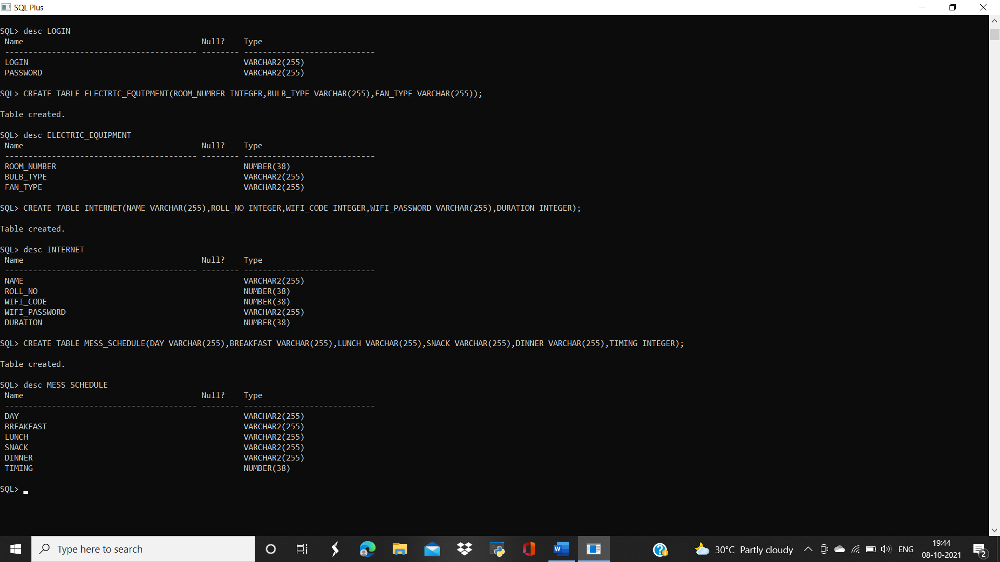 SQL Plus
SQL> desc LOGIN
Name Null? Type
----------------------------------------- -------- ----------------------------
LOGIN VARCHAR2(255)
PASSWORD VARCHAR2(255)
SQL> CREATE TABLE ELECTRIC_EQUIPMENT(ROOM_NUMBER INTEGER,BULB_TYPE VARCHAR(255),FAN_TYPE VARCHAR(255));
Table created.
SQL> desc ELECTRIC_EQUIPMENT
Name Null? Type
----------------------------------------- -------- ----------------------------
ROOM_NUMBER NUMBER(38)
BULB_TYPE VARCHAR2(255)
FAN_TYPE VARCHAR2(255)
SQL> CREATE TABLE INTERNET(NAME VARCHAR(255),ROLL_NO INTEGER,WIFI_CODE INTEGER,WIFI_PASSWORD VARCHAR(255),DURATION INTEGER);
Table created.
SQL> desc INTERNET
Name Null? Type
----------------------------------------- -------- ----------------------------
NAME VARCHAR2(255)
ROLL_NO NUMBER(38)
WIFI_CODE NUMBER(38)
WIFI_PASSWORD VARCHAR2(255)
DURATION NUMBER(38)
SQL> CREATE TABLE MESS_SCHEDULE(DAY VARCHAR(255),BREAKFAST VARCHAR(255),LUNCH VARCHAR(255),SNACK VARCHAR(255),DINNER VARCHAR(255),TIMING INTEGER);
Table created.
SQL> desc MESS_SCHEDULE
Name Null? Type
----------------------------------------- -------- ----------------------------
DAY VARCHAR2(255)
BREAKFAST VARCHAR2(255)
LUNCH VARCHAR2(255)
SNACK VARCHAR2(255)
DINNER VARCHAR2(255)
TIMING NUMBER(38)
SQL>
Type here to search
30°C Partly cloudy
ENG
19:44
08-10-2021
2